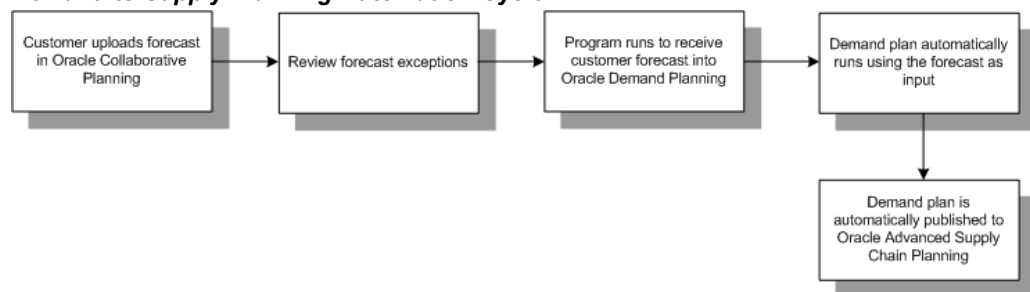 Customer uploads forecast
in Oracle Collaborative
Planning
Review forecast exceptions
Program runs to receive
customer forecast into
Oracle Demand Planning
Demand plan automatically
runs using the forecast as
input
Demand plan is
automatically published to
Oracle Advanced Supply
Chain Planning